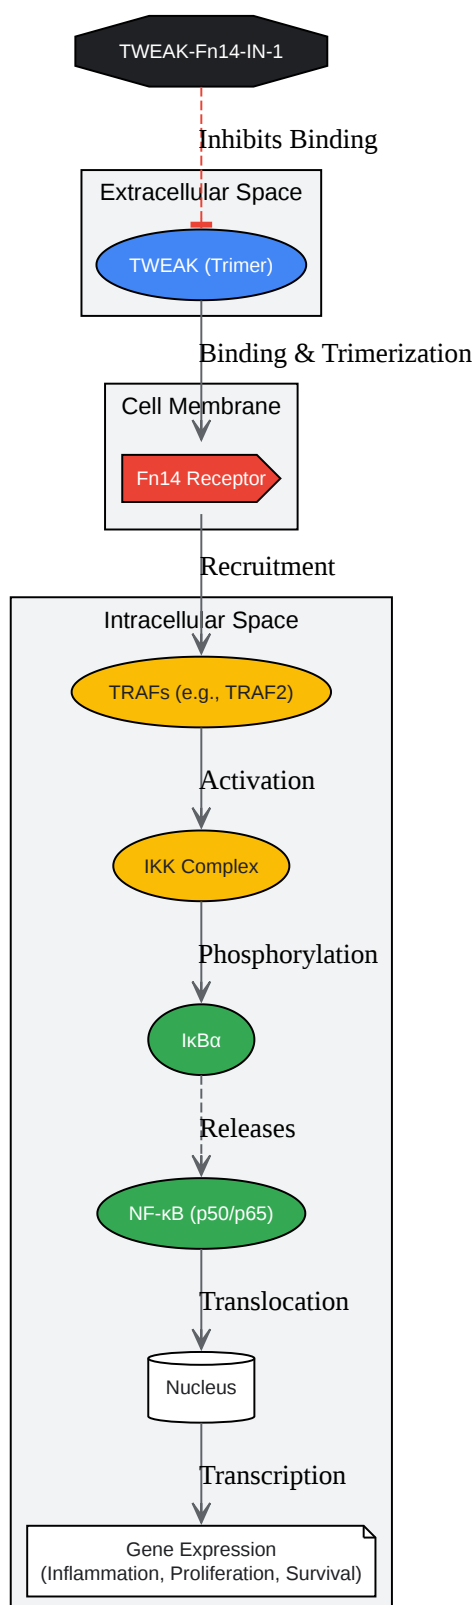 TWEAK-Fn14-IN-1
Inhibits Binding
Extracellular Space
TWEAK (Trimer)
Binding & Trimerization
Cell Membrane
Fn14 Receptor
Recruitment
Intracellular Space
TRAFs (e.g., TRAF2)
Activation
IKK Complex
Phosphorylation
IκBα
Releases
NF-κB (p50/p65)
Translocation
Nucleus
Transcription
Gene Expression
(Inflammation, Proliferation, Survival)